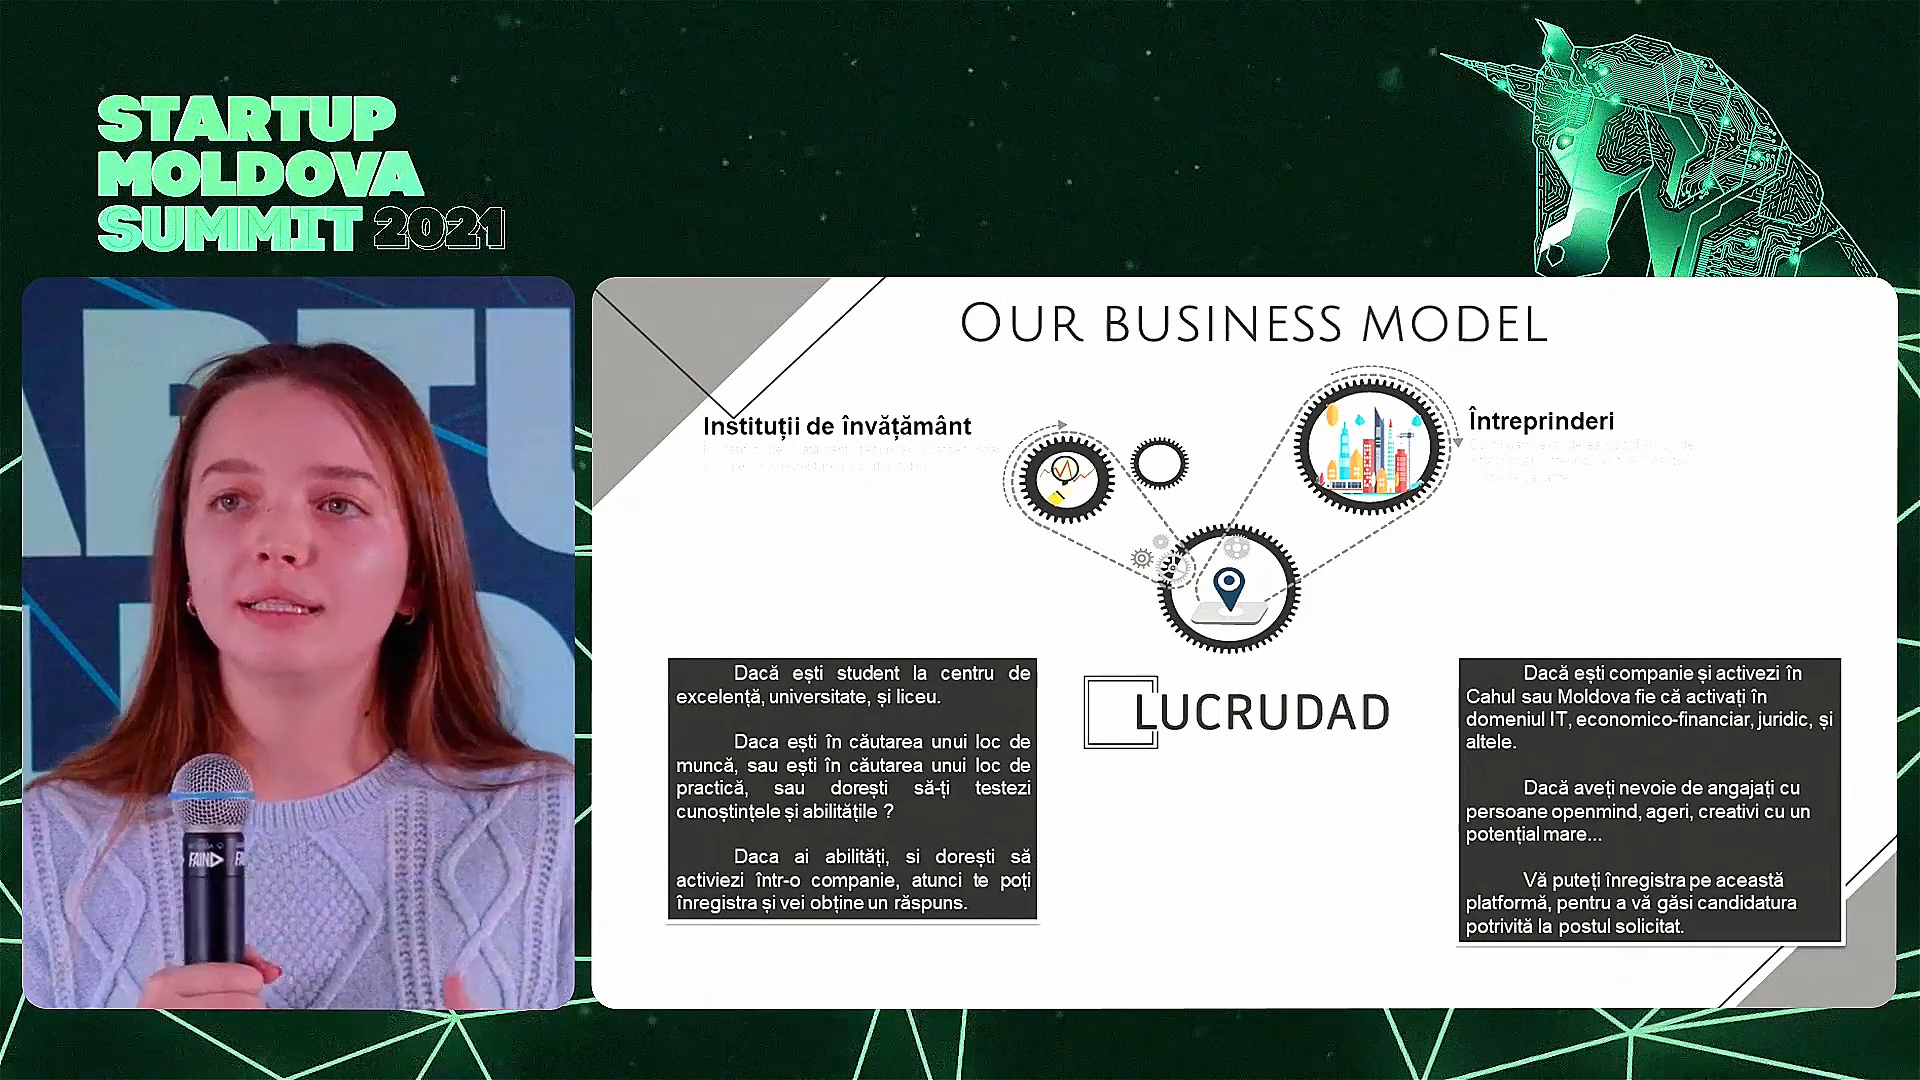 STARTUP
MOLDOVA
SUMMIT 2021
OUR BUSINESS MODEL
Instituții de învățământ
Întreprinderi
LUCRUDAD
Dacă ești student la centru de
excelență, universitate, și liceu.
Daca ești în căutarea unui loc de
muncă, sau ești în căutarea unui loc de
practică, sau dorești să-ți testezi
cunoștințele și abilitățile ?
Daca ai abilități, si dorești să
activiezi într-o companie, atunci te poți
înregistra și vei obține un răspuns.
Dacă ești companie și activezi în
Cahul sau Moldova fie că activați în
domeniul IT, economico-financiar, juridic, și
altele.
Dacă aveți nevoie de angajați cu
persoane openmind, ageri, creativi cu un
potențial mare...
Vă puteți înregistra pe această
platformă, pentru a vă găsi candidatura
potrivită la postul solicitat.